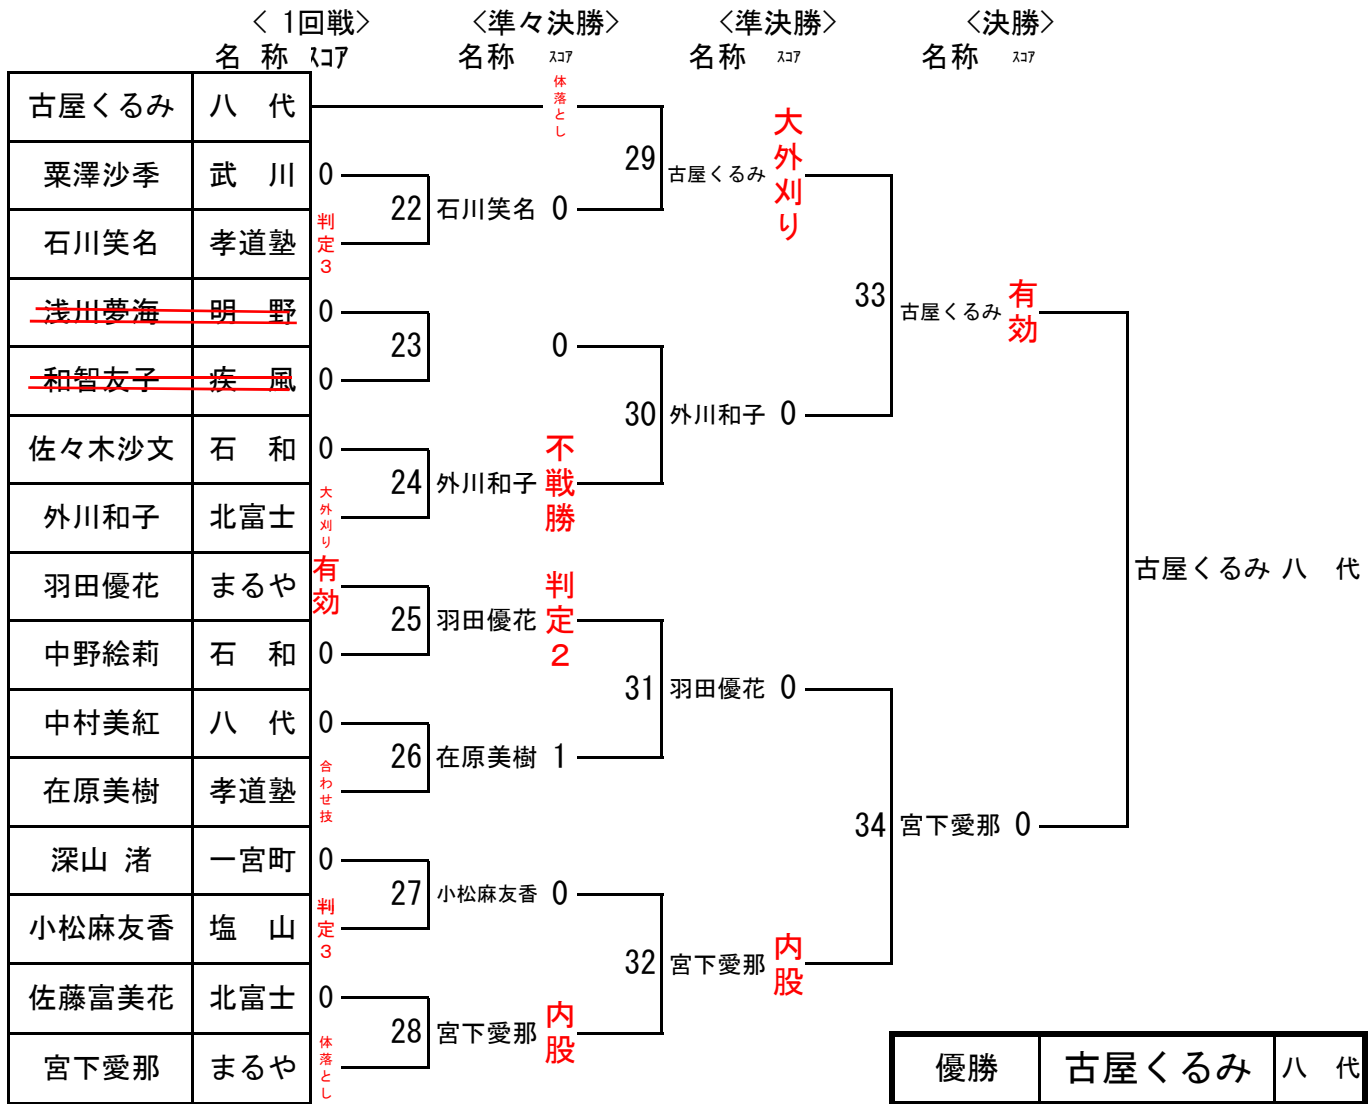 < 1回戦> <準々決勝> <準決勝> <決勝>
名 称 ｽｺｱ 名称 ｽｺｱ 名称 ｽｺｱ 名称 ｽｺｱ
古屋くるみ 八 代 体落とし
粟澤沙季 武 川 0
22 石川笑名 0
石川笑名 孝道塾 判定3
29 古屋くるみ 大外刈り
浅川夢海 明 野 0
23 0
和智友子 疾 風 0
33 古屋くるみ 有効
30 外川和子 0
佐々木沙文 石 和 0
24 外川和子 不戦勝
外川和子 北富士 大外刈り
羽田優花 まるや 有効
25 羽田優花 判定2
中野絵莉 石 和 0
古屋くるみ 八 代
31 羽田優花 0
中村美紅 八 代 0
26 在原美樹 1
在原美樹 孝道塾 合わせ技
34 宮下愛那 0
深山 渚 一宮町 0
27 小松麻友香 0
小松麻友香 塩 山 判定3
32 宮下愛那 内股
佐藤富美花 北富士 0
28 宮下愛那 内股
宮下愛那 まるや 体落とし
優勝 古屋くるみ 八 代